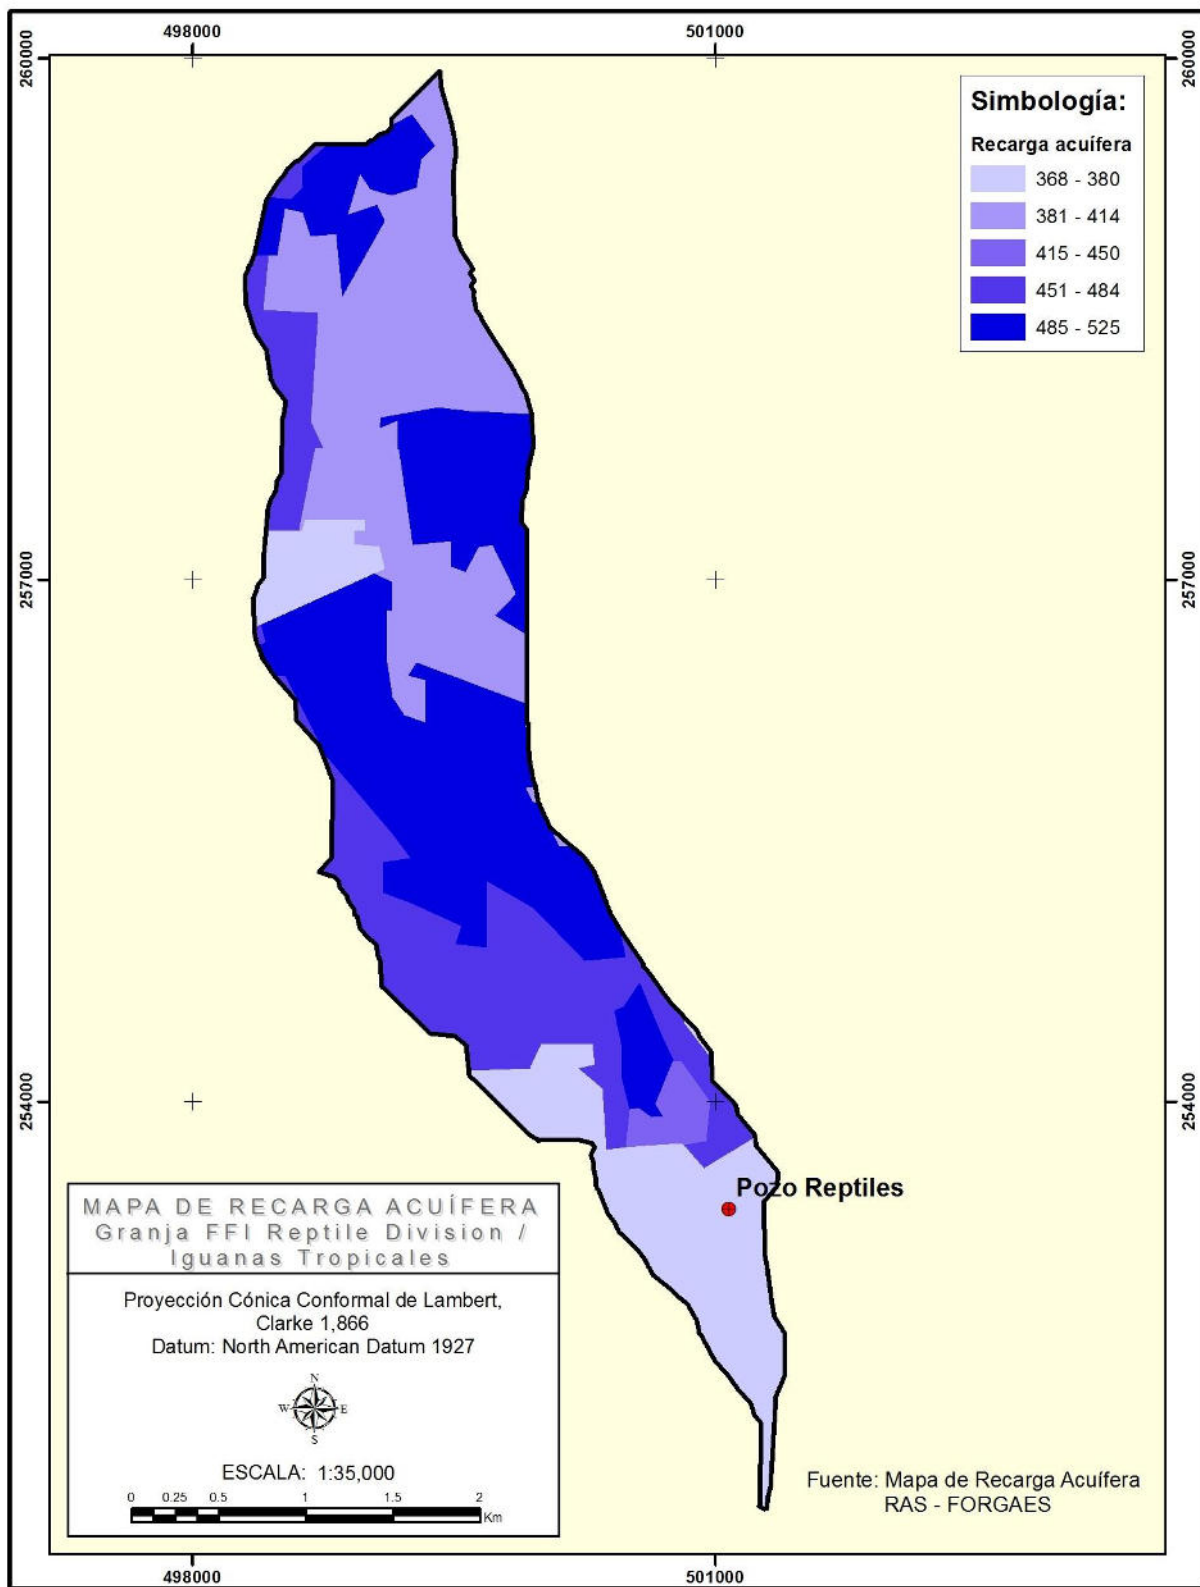 498000
501000
260000
260000
Simbología:
Recarga acuífera
368 - 380
381 - 414
415 - 450
451 - 484
485 - 525
257000
257000
254000
254000
Pozo Reptiles
MAPA DE RECARGA ACUÍFERA
Granja FFI Reptile Division /
Iguanas Tropicales
Proyección Cónica Conformal de Lambert,
Clarke 1,866
Datum: North American Datum 1927
N
W E
S
ESCALA: 1:35,000
0 0.25 0.5 1 1.5 2
Km
Fuente: Mapa de Recarga Acuífera
RAS - FORGAES
498000
501000